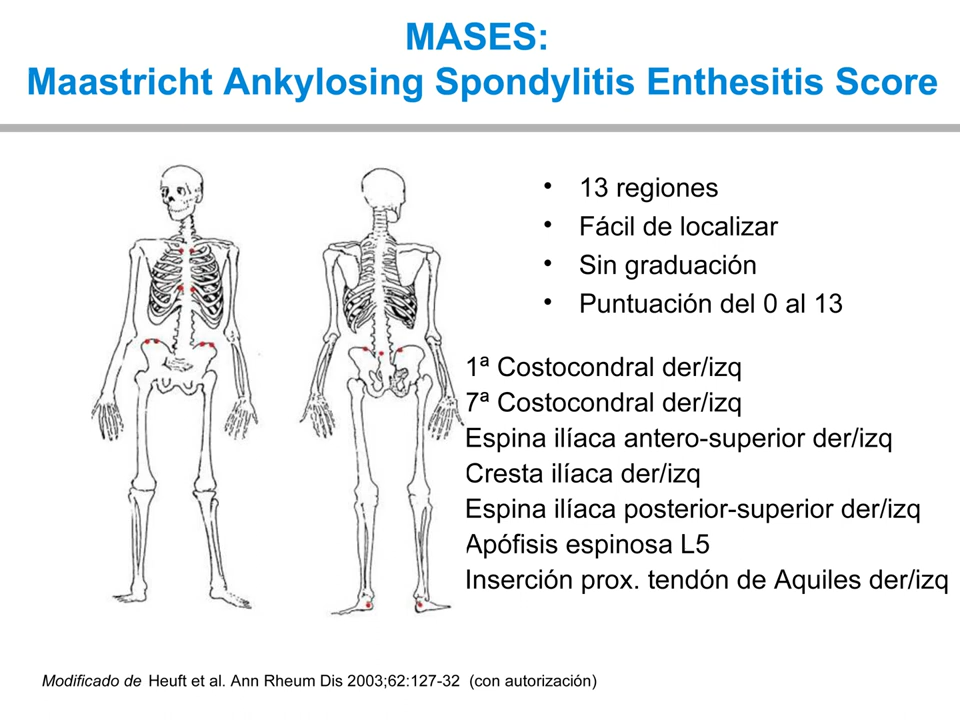 MASES:
Maastricht Ankylosing Spondylitis Enthesitis Score
• 13 regiones
• Fácil de localizar
• Sin graduación
• Puntuación del 0 al 13
1ª Costocondral der/izq
7ª Costocondral der/izq
Espina ilíaca antero-superior der/izq
Cresta ilíaca der/izq
Espina ilíaca posterior-superior der/izq
Apófisis espinosa L5
Inserción prox. tendón de Aquiles der/izq
Modificado de Heuft et al. Ann Rheum Dis 2003;62:127-32 (con autorización)